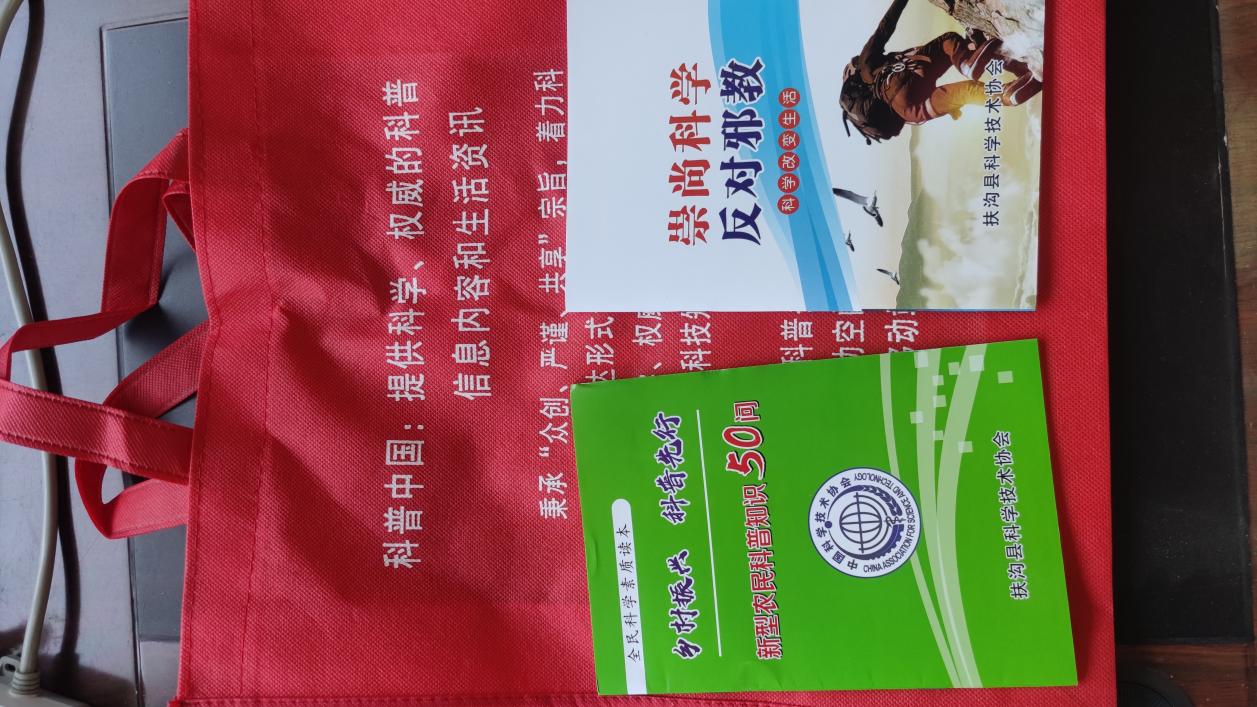 科普中国：提供科学、权威的科普
信息内容和生活资讯
秉承“众创、严谨、共享”宗旨，着力科
达形式
科普
崇尚科学
反对邪教
科学改变生活
扶沟县科学技术协会
全民科学素质读本
乡村振兴 科普先行
新型农民科普知识50问
中国科学技术协会
CHINA ASSOCIATION FOR SCIENCE AND TECHNOLOGY
扶沟县科学技术协会